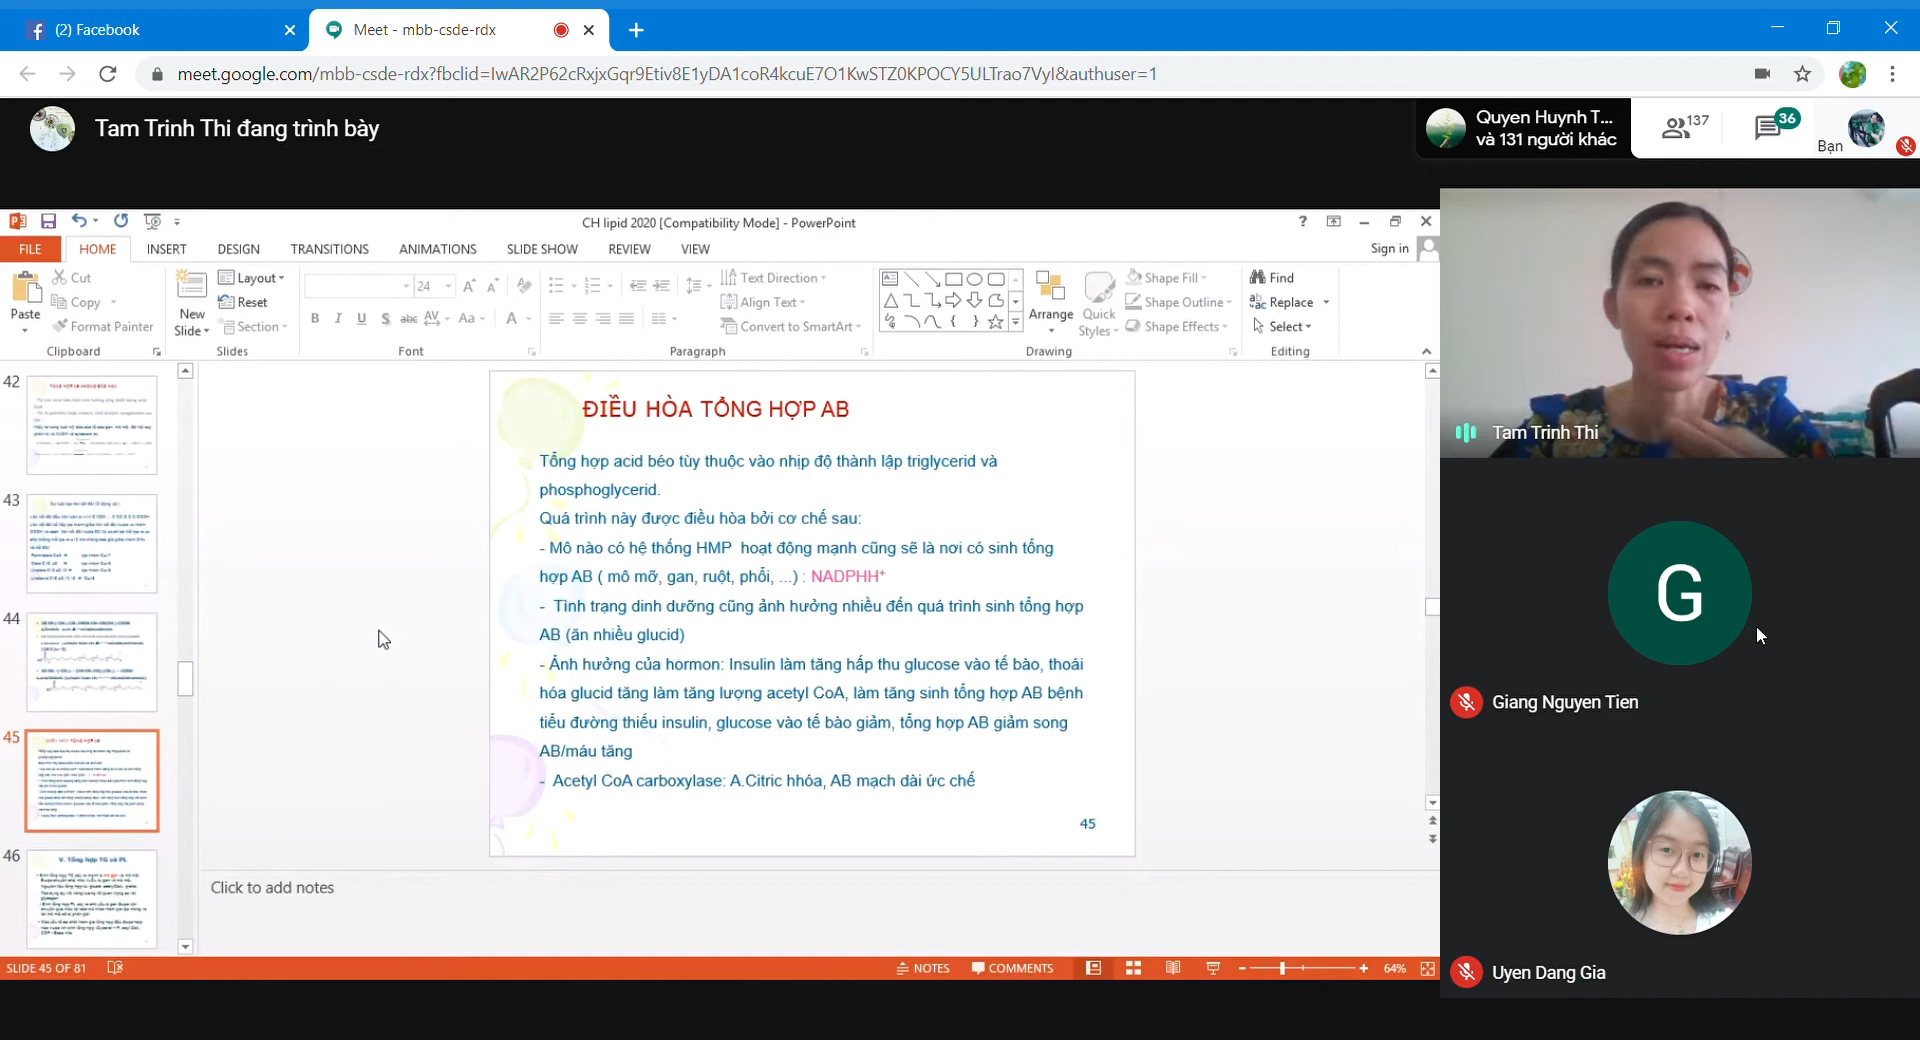 (2) Facebook
Meet - mbb-csde-rdx
meet.google.com/mbb-csde-rdx?fbclid=IwAR2P62cRxjxGqr9Etiv8E1yDA1coR4kcuE7O1KwSTZ0KPOCY5ULTrao7VyI&authuser=1
Tam Trinh Thi đang trình bày
Quyen Huynh T...
và 131 người khác
137
36
Bạn
CH lipid 2020 [Compatibility Mode] - PowerPoint
FILE HOME INSERT DESIGN TRANSITIONS ANIMATIONS SLIDE SHOW REVIEW VIEW
Sign in
Paste
Cut
Copy
Format Painter
Clipboard
New
Slide
Layout
Reset
Section
Slides
24
B I U S abc AV Aa A
Font
Text Direction
Align Text
Convert to SmartArt
Paragraph
Arrange
Quick
Styles
Shape Fill
Shape Outline
Shape Effects
Drawing
Find
Replace
Select
Editing
42
43
44
45
46
V. Tổng hợp TG và PL
ĐIỀU HÒA TỔNG HỢP AB
Tổng hợp acid béo tùy thuộc vào nhịp độ thành lập triglycerid và
phosphoglycerid.
Quá trình này được điều hòa bởi cơ chế sau:
- Mô nào có hệ thống HMP hoạt động mạnh cũng sẽ là nơi có sinh tổng
hợp AB ( mô mỡ, gan, ruột, phổi, ...) : NADPHH⁺
- Tình trạng dinh dưỡng cũng ảnh hưởng nhiều đến quá trình sinh tổng hợp
AB (ăn nhiều glucid)
- Ảnh hưởng của hormon: Insulin làm tăng hấp thu glucose vào tế bào, thoái
hóa glucid tăng làm tăng lượng acetyl CoA, làm tăng sinh tổng hợp AB bệnh
tiểu đường thiếu insulin, glucose vào tế bào giảm, tổng hợp AB giảm song
AB/máu tăng
- Acetyl CoA carboxylase: A.Citric hhóa, AB mạch dài ức chế
45
Click to add notes
SLIDE 45 OF 81
NOTES
COMMENTS
64%
Tam Trinh Thi
G
Giang Nguyen Tien
Uyen Dang Gia